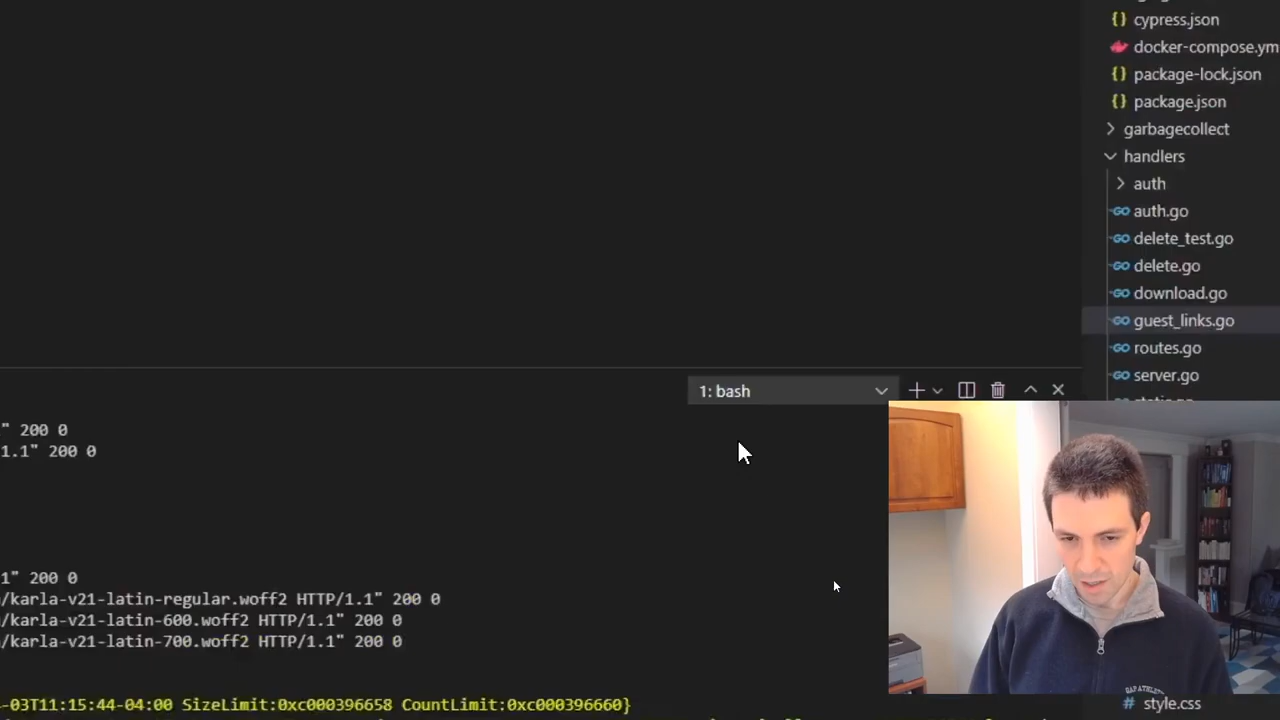 cypress.json
docker-compose.ym
package-lock.json
package.json
garbagecollect
handlers
auth
auth.go
delete_test.go
delete.go
download.go
guest_links.go
routes.go
server.go
1: bash
" 200 0
1.1" 200 0
1" 200 0
/karla-v21-latin-regular.woff2 HTTP/1.1" 200 0
/karla-v21-latin-600.woff2 HTTP/1.1" 200 0
/karla-v21-latin-700.woff2 HTTP/1.1" 200 0
-03T11:15:44-04:00 SizeLimit:0xc000396658 CountLimit:0xc000396660}
style.css